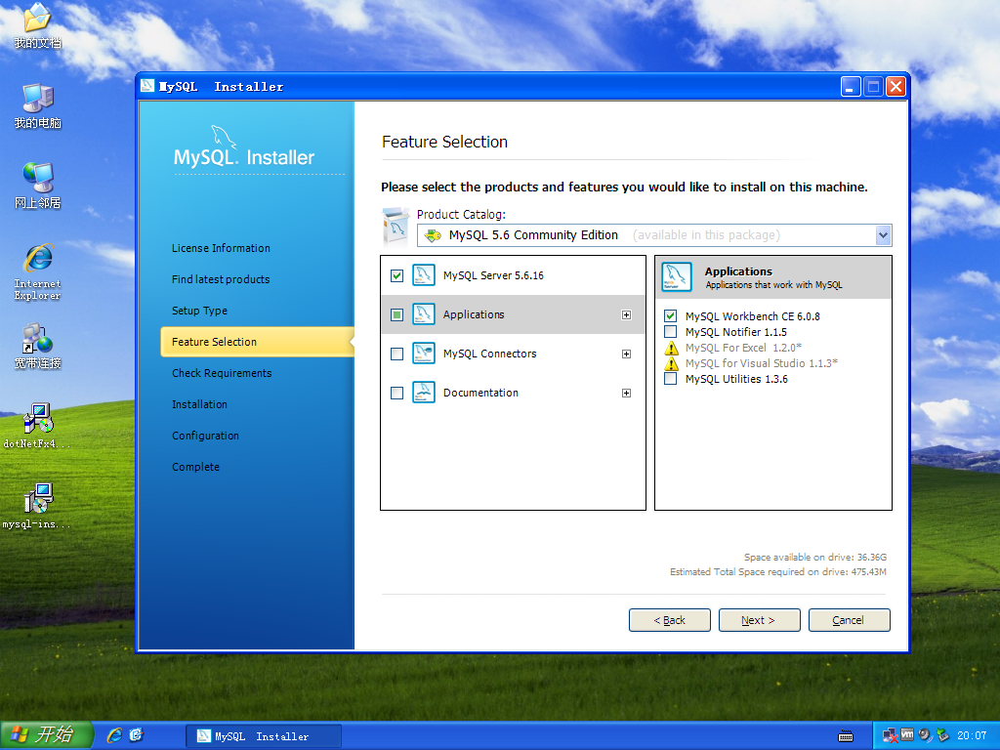 我的文档
我的电脑
网上邻居
Internet
Explorer
宽带连接
dotNetFx4...
mysql-ins...
MySQL Installer
MySQL. Installer
License Information
Find latest products
Setup Type
Feature Selection
Check Requirements
Installation
Configuration
Complete
Feature Selection
Please select the products and features you would like to install on this machine.
Product Catalog:
MySQL 5.6 Community Edition (available in this package)
MySQL Server 5.6.16
Applications
MySQL Connectors
Documentation
Applications
Applications that work with MySQL
MySQL Workbench CE 6.0.8
MySQL Notifier 1.1.5
MySQL For Excel 1.2.0*
MySQL for Visual Studio 1.1.3*
MySQL Utilities 1.3.6
Space available on drive: 36.36G
Estimated Total Space required on drive: 475.43M
< Back
Next >
Cancel
开始
MySQL Installer
vm
20:07